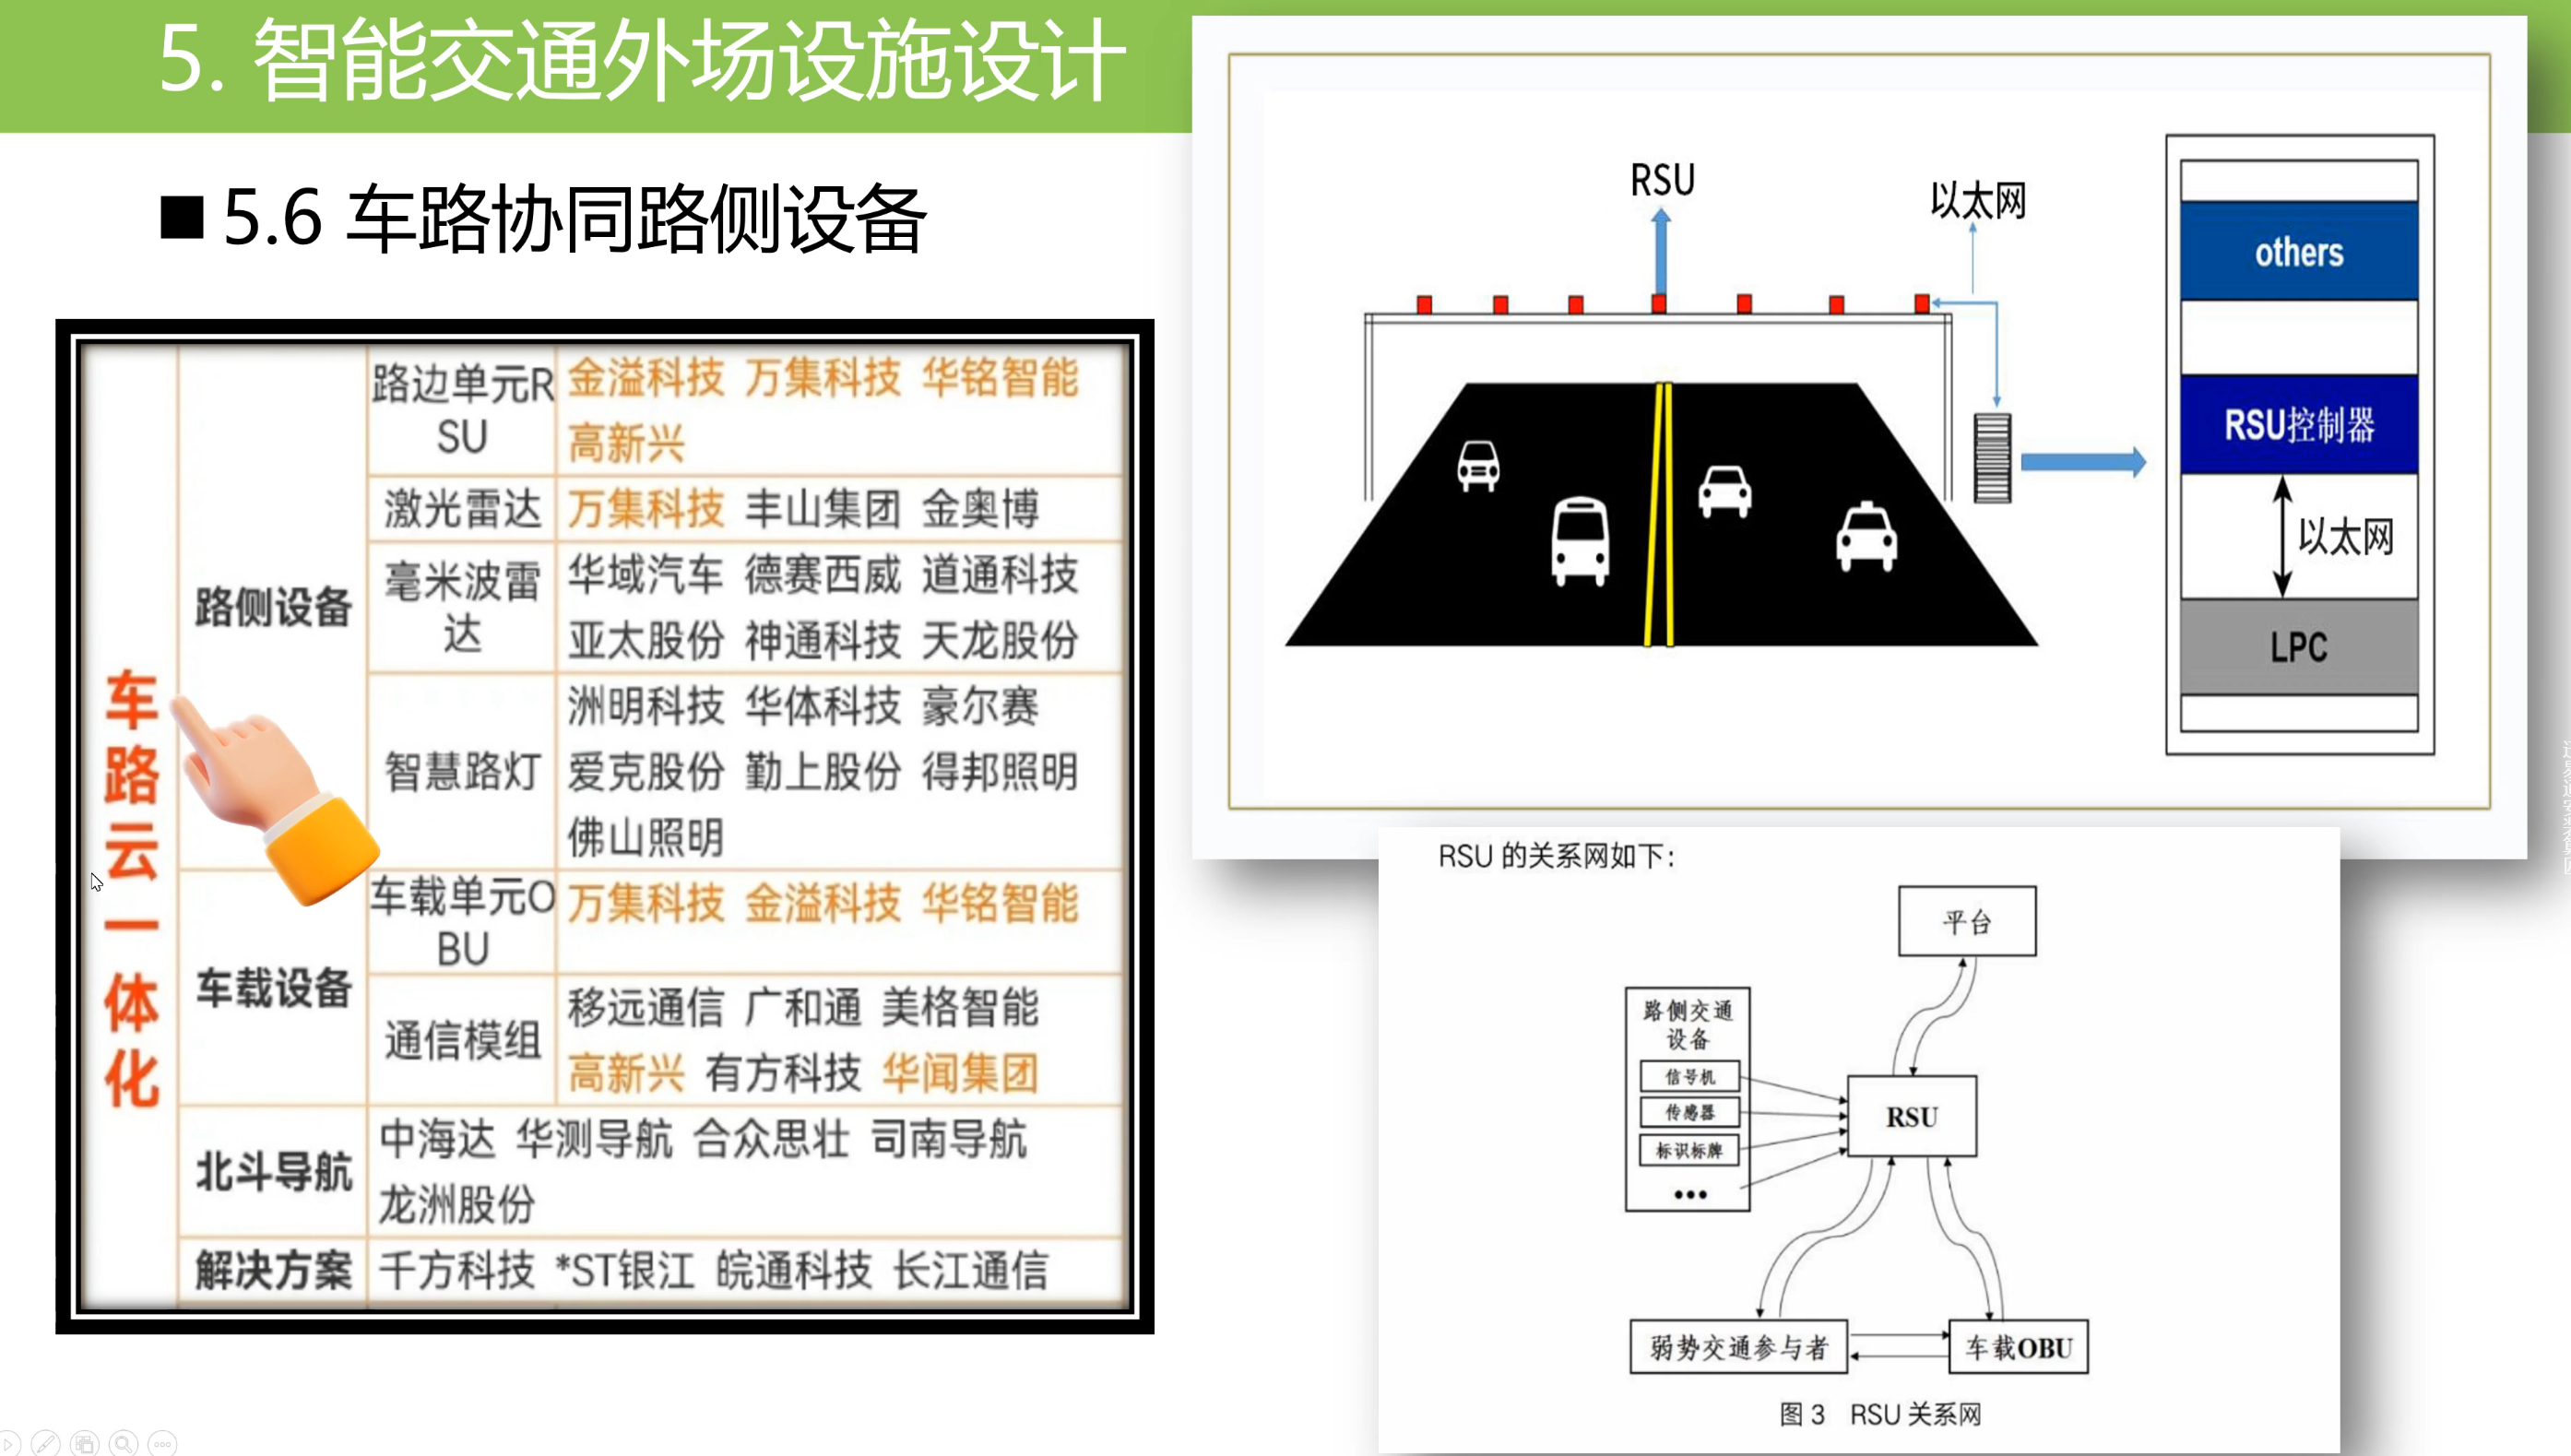 5. 智能交通外场设施设计
5.6 车路协同路侧设备
车路云一体化
路侧设备
路边单元R
SU
金溢科技 万集科技 华铭智能
高新兴
激光雷达
万集科技 丰山集团 金奥博
毫米波雷
达
华域汽车 德赛西威 道通科技
亚太股份 神通科技 天龙股份
智慧路灯
洲明科技 华体科技 豪尔赛
爱克股份 勤上股份 得邦照明
佛山照明
车载设备
车载单元O
BU
万集科技 金溢科技 华铭智能
通信模组
移远通信 广和通 美格智能
高新兴 有方科技 华闻集团
北斗导航
中海达 华测导航 合众思壮 司南导航
龙洲股份
解决方案
千方科技 *ST银江 皖通科技 长江通信
RSU
以太网
others
RSU控制器
以太网
LPC
RSU 的关系网如下：
平台
路侧交通
设备
信号机
传感器
标识标牌
•••
RSU
弱势交通参与者
车载OBU
图 3 RSU 关系网